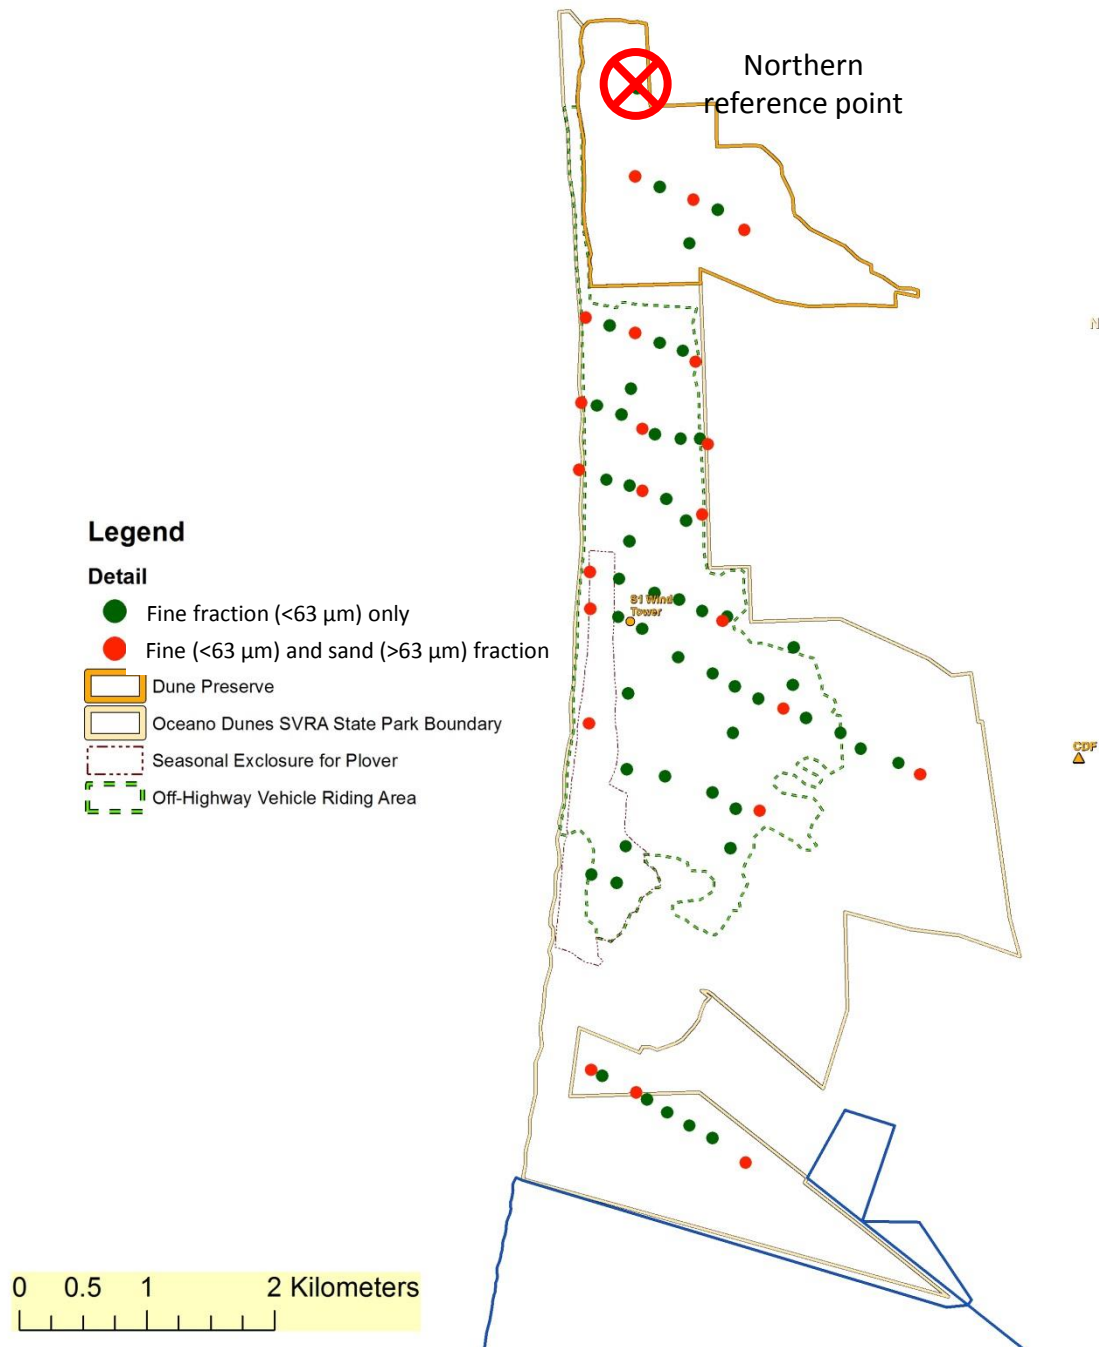 Northern
reference point
N
Legend
Detail
Fine fraction (<63 µm) only
Fine (<63 µm) and sand (>63 µm) fraction
Dune Preserve
Oceano Dunes SVRA State Park Boundary
Seasonal Exclosure for Plover
Off-Highway Vehicle Riding Area
S1 Wind
Tower
CDF
0 0.5 1 2 Kilometers